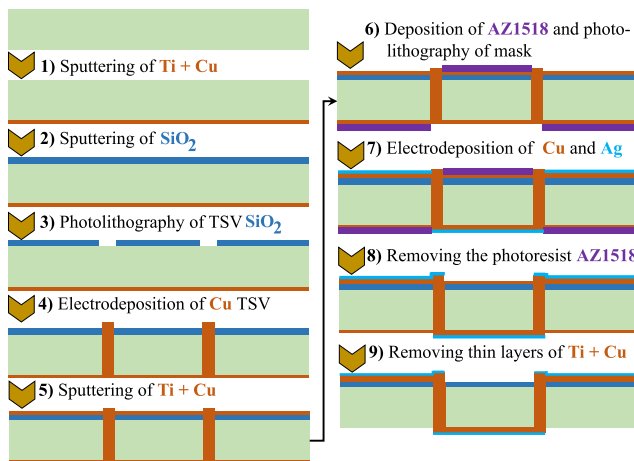 1) Sputtering of Ti + Cu
2) Sputtering of SiO2
3) Photolithography of TSV SiO2
4) Electrodeposition of Cu TSV
5) Sputtering of Ti + Cu
6) Deposition of AZ1518 and photo-
lithography of mask
7) Electrodeposition of Cu and Ag
8) Removing the photoresist AZ1518
9) Removing thin layers of Ti + Cu